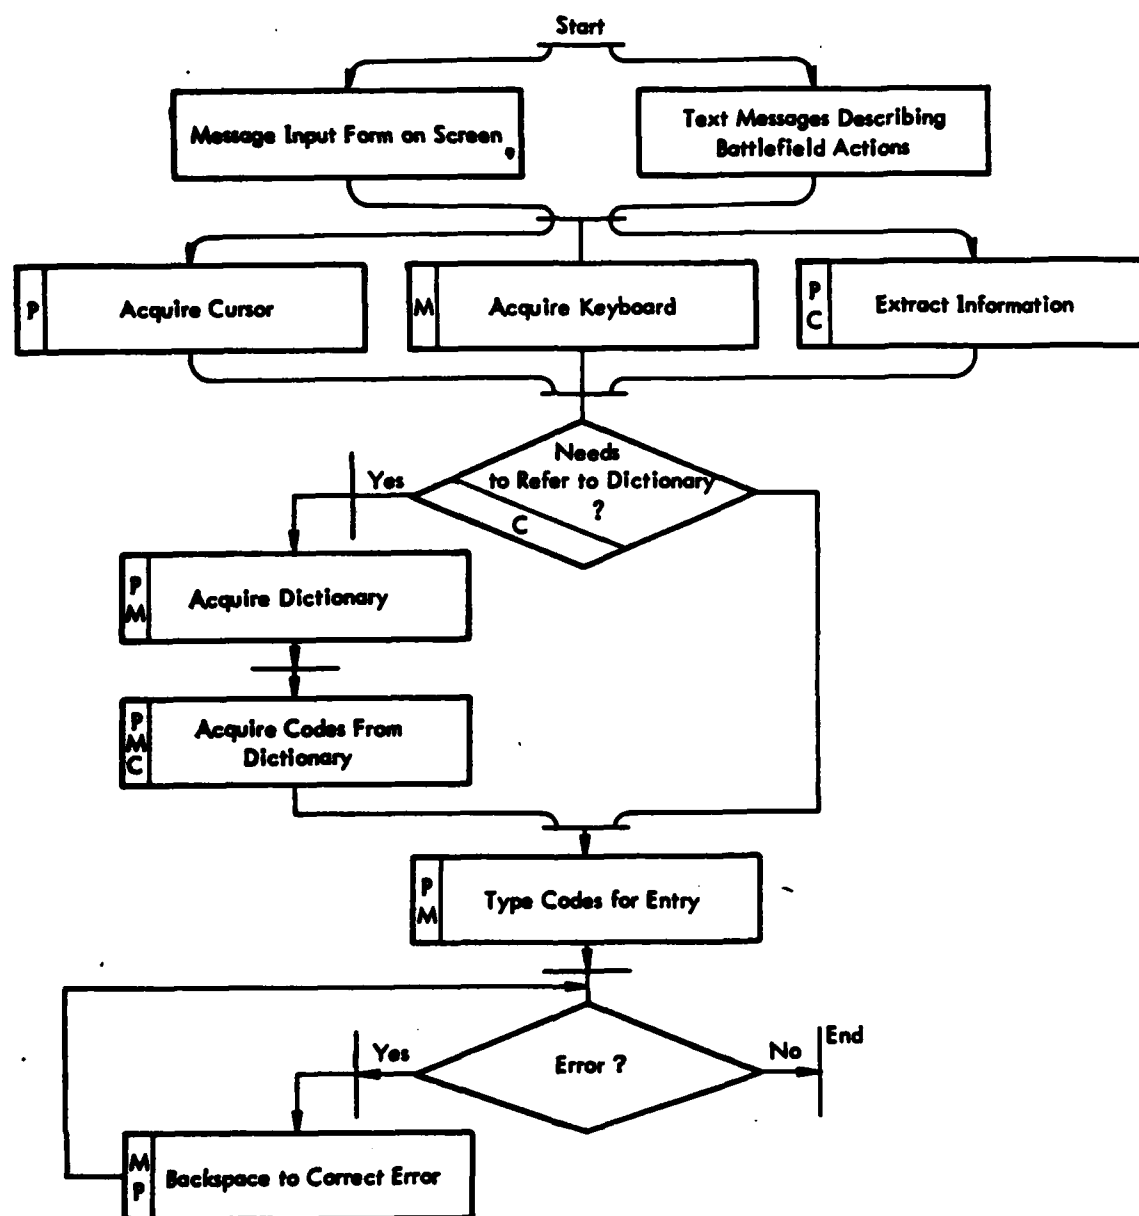 Start
Message Input Form on Screen
Text Messages Describing
Battlefield Actions
P
Acquire Cursor
M
Acquire Keyboard
P
C
Extract Information
Needs
to Refer to Dictionary
?
C
Yes
P
M
Acquire Dictionary
P
M
C
Acquire Codes From
Dictionary
P
M
Type Codes for Entry
Error ?
Yes
No
End
M
P
Backspace to Correct Error